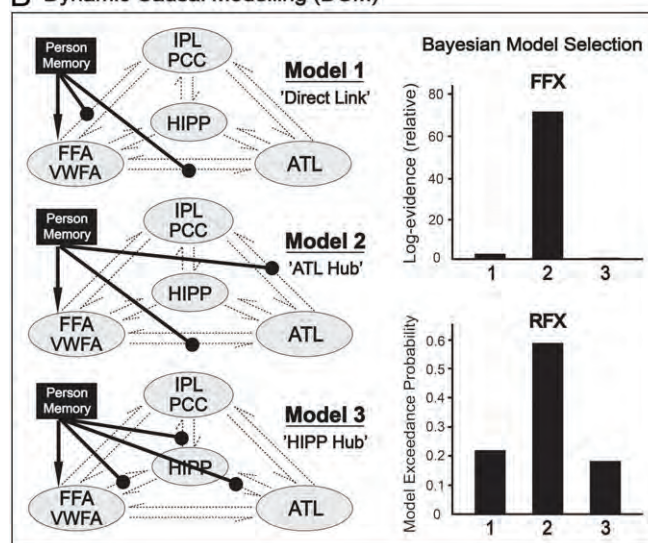 B Dynamic Causal Modelling (DCM)
Person
Memory
IPL
PCC
HIPP
FFA
VWFA
ATL
Model 1
'Direct Link'
Person
Memory
IPL
PCC
HIPP
FFA
VWFA
ATL
Model 2
'ATL Hub'
Person
Memory
IPL
PCC
HIPP
FFA
VWFA
ATL
Model 3
'HIPP Hub'
Bayesian Model Selection
FFX
Log-evidence (relative)
80
60
40
20
0
1 2 3
RFX
Model Exceedance Probability
0.6
0.5
0.4
0.3
0.2
0.1
0
1 2 3